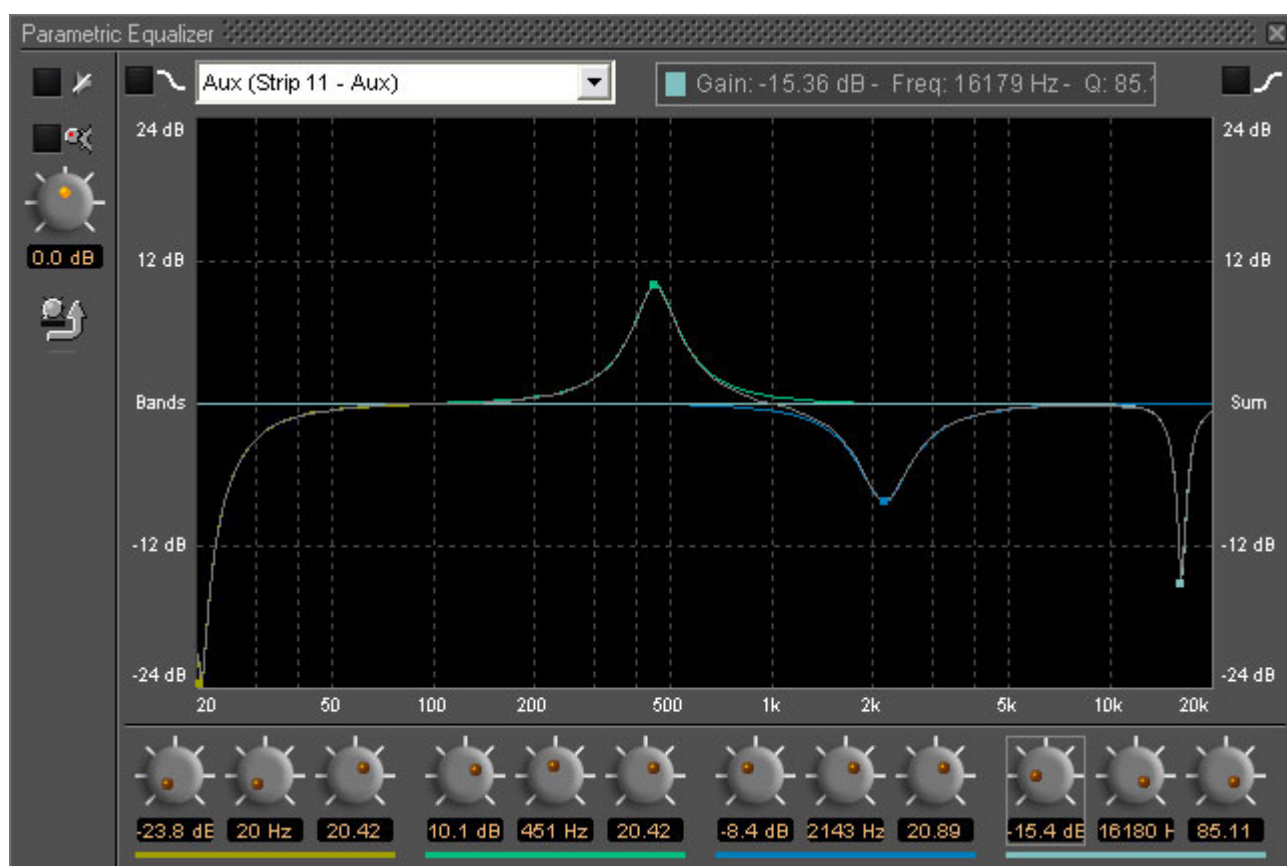 Parametric Equalizer
Aux (Strip 11 - Aux)
Gain: -15.36 dB - Freq: 16179 Hz - Q: 85.1
24 dB
24 dB
0.0 dB
12 dB
12 dB
Bands
Sum
-12 dB
-12 dB
-24 dB
-24 dB
20 50 100 200 500 1k 2k 5k 10k 20k
-23.8 dB 20 Hz 20.42 10.1 dB 451 Hz 20.42 -8.4 dB 2143 Hz 20.89 -15.4 dB 16180 H 85.11